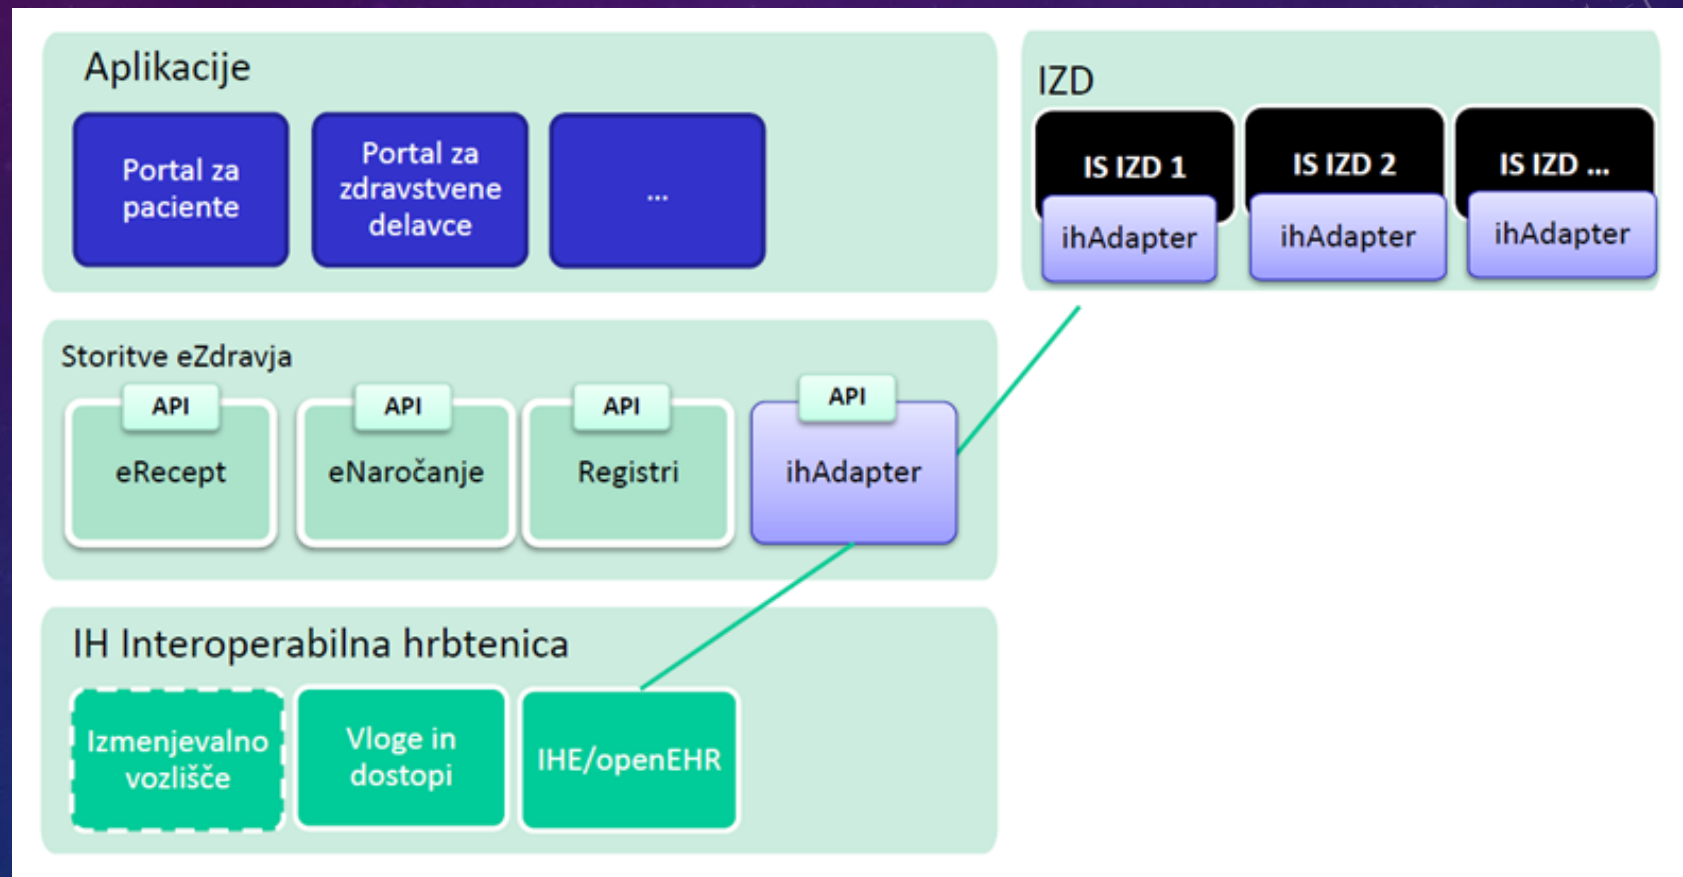 Aplikacije
Portal za
paciente
Portal za
zdravstvene
delavce
...
IZD
IS IZD 1
ihAdapter
IS IZD 2
ihAdapter
IS IZD ...
ihAdapter
Storitve eZdravja
API
eRecept
API
eNaročanje
API
Registri
API
ihAdapter
IH Interoperabilna hrbtenica
Izmenjevalno
vozlišče
Vloge in
dostopi
IHE/openEHR